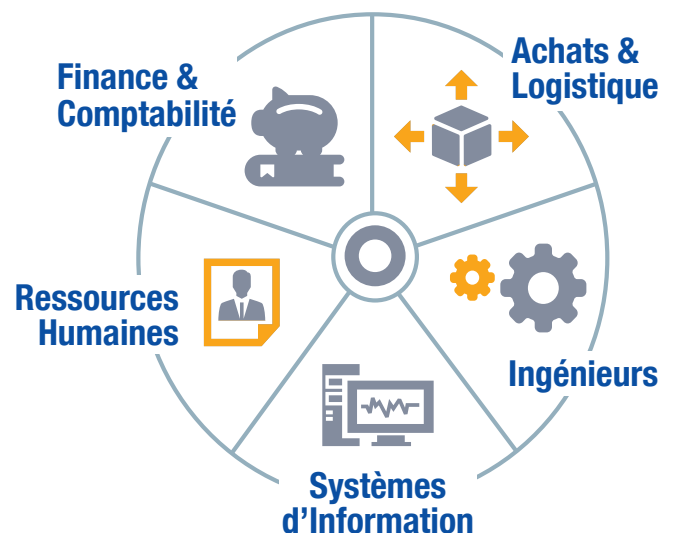 Finance &
Comptabilité
Achats &
Logistique
Ressources
Humaines
Ingénieurs
Systèmes
d’Information